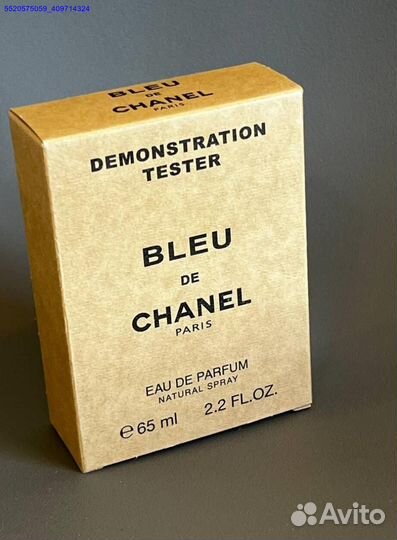 5520575059_409714324
BLEU
DE
CHANEL
PARIS
DEMONSTRATION
TESTER
BLEU
DE
CHANEL
PARIS
EAU DE PARFUM
NATURAL SPRAY
℮65 ml 2.2 FL.OZ.
Avito